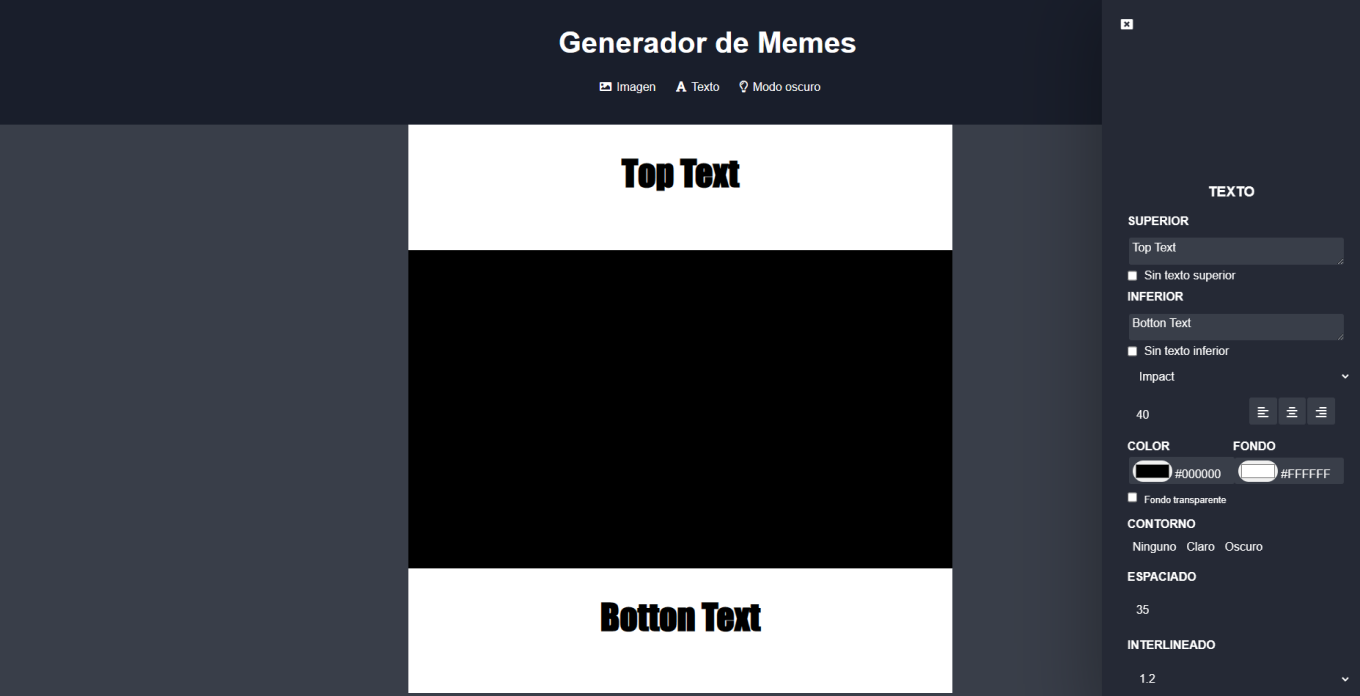 Generador de Memes
Imagen Texto Modo oscuro
Top Text
Botton Text
TEXTO
SUPERIOR
Top Text
Sin texto superior
INFERIOR
Botton Text
Sin texto inferior
Impact
40
COLOR FONDO
#000000 #FFFFFF
Fondo transparente
CONTORNO
Ninguno Claro Oscuro
ESPACIADO
35
INTERLINEADO
1.2